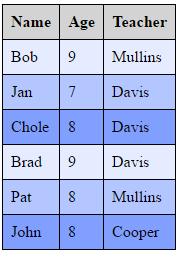 Name Age Teacher
Bob 9 Mullins
Jan 7 Davis
Chole 8 Davis
Brad 9 Davis
Pat 8 Mullins
John 8 Cooper